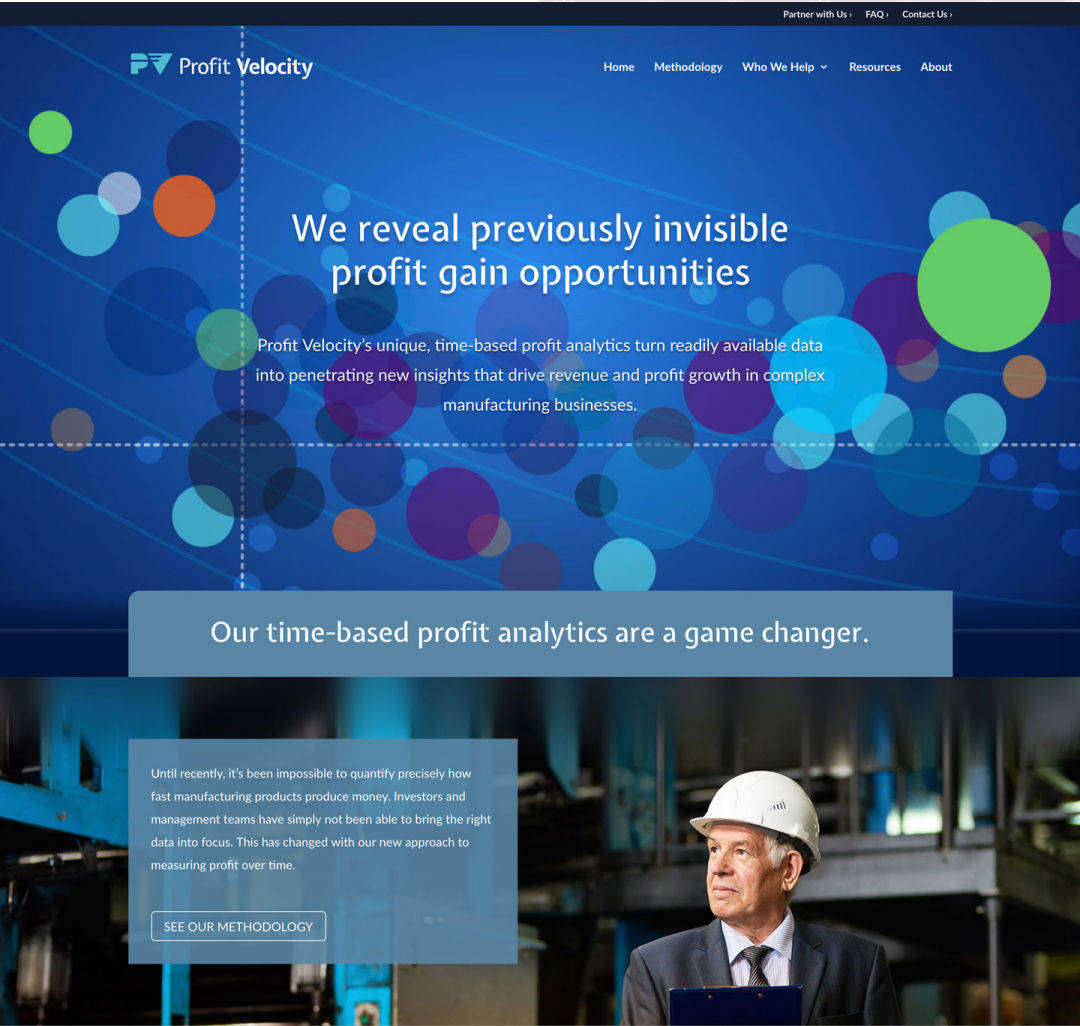 Partner with Us › FAQ › Contact Us ›
PV Profit Velocity
Home Methodology Who We Help Resources About
We reveal previously invisible
profit gain opportunities
Profit Velocity’s unique, time-based profit analytics turn readily available data
into penetrating new insights that drive revenue and profit growth in complex
manufacturing businesses.
Our time-based profit analytics are a game changer.
Until recently, it’s been impossible to quantify precisely how
fast manufacturing products produce money. Investors and
management teams have simply not been able to bring the right
data into focus. This has changed with our new approach to
measuring profit over time.
SEE OUR METHODOLOGY